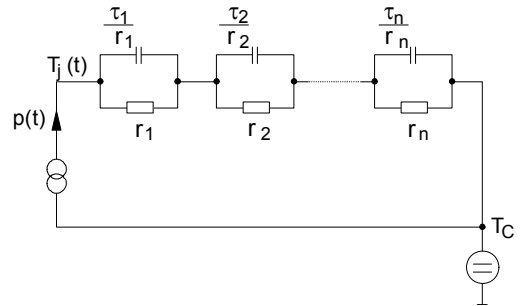 τ1/r1
τ2/r2
τn/rn
Tj (t)
r1
r2
rn
p(t)
TC